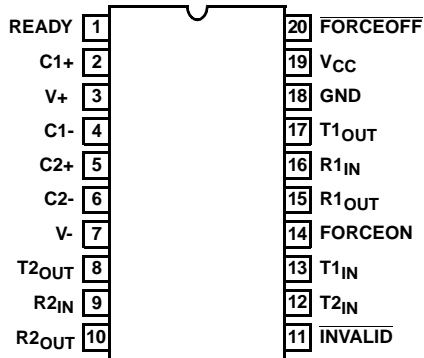 READY 1 20 FORCEOFF
C1+ 2 19 VCC
V+ 3 18 GND
C1- 4 17 T1OUT
C2+ 5 16 R1IN
C2- 6 15 R1OUT
V- 7 14 FORCEON
T2OUT 8 13 T1IN
R2IN 9 12 T2IN
R2OUT 10 11 INVALID